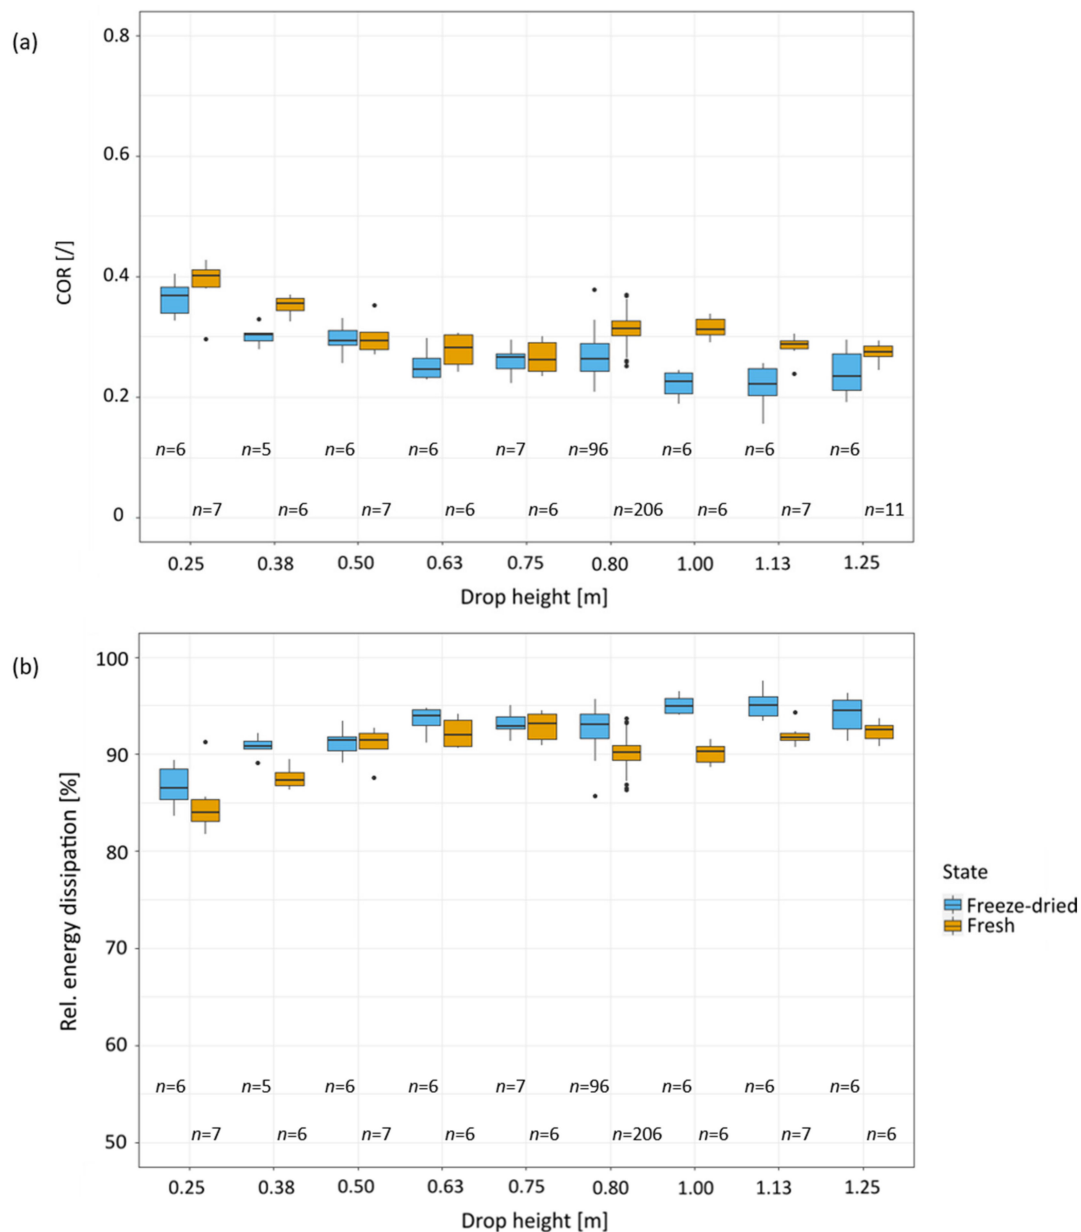 (a)
0.8
0.6
0.4
0.2
0
COR [/]
n=6 n=5 n=6 n=6 n=7 n=96 n=6 n=6 n=6
n=7 n=6 n=7 n=6 n=6 n=206 n=6 n=7 n=11
0.25 0.38 0.50 0.63 0.75 0.80 1.00 1.13 1.25
Drop height [m]
(b)
100
90
80
70
60
50
Rel. energy dissipation [%]
n=6 n=5 n=6 n=6 n=7 n=96 n=6 n=6 n=6
n=7 n=6 n=7 n=6 n=6 n=206 n=6 n=7 n=6
0.25 0.38 0.50 0.63 0.75 0.80 1.00 1.13 1.25
Drop height [m]
State
Freeze-dried
Fresh